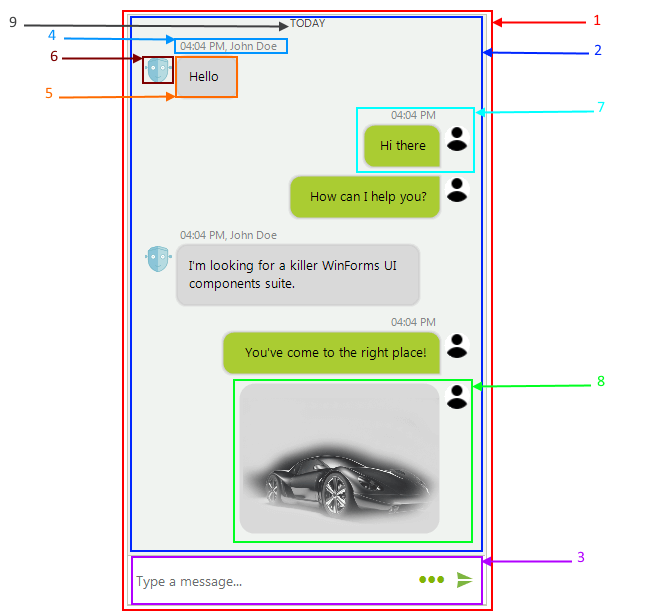 9
TODAY
1
4
04:04 PM, John Doe
2
6
Hello
5
7
04:04 PM
Hi there
How can I help you?
04:04 PM, John Doe
I'm looking for a killer WinForms UI
components suite.
04:04 PM
You've come to the right place!
8
3
Type a message...